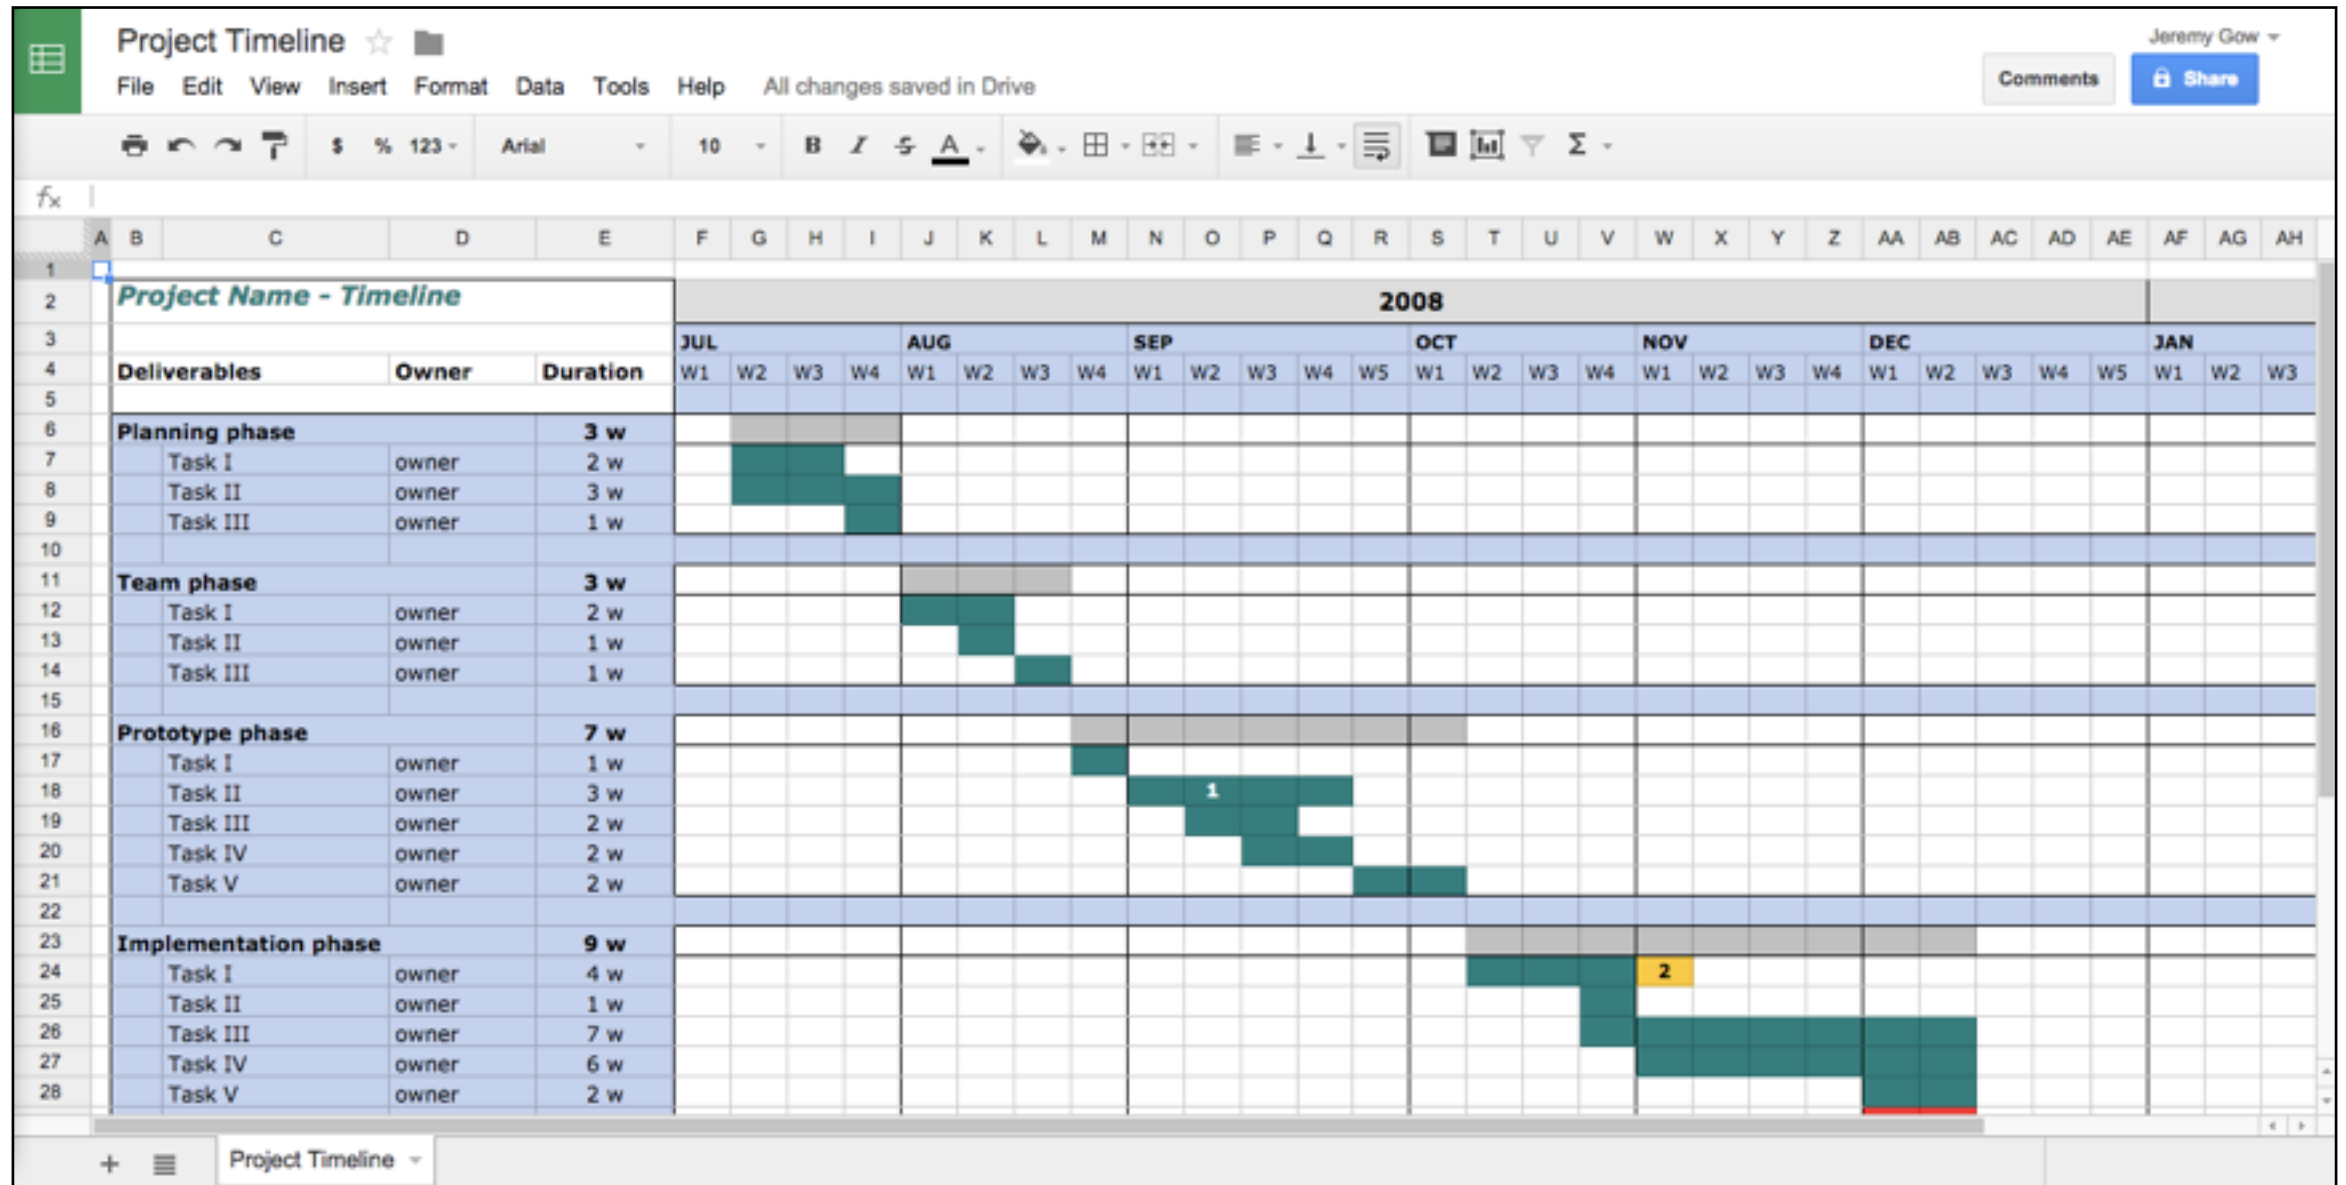 Project Timeline
Jeremy Gow
File Edit View Insert Format Data Tools Help All changes saved in Drive
Comments Share
$ % 123 Arial 10 B I S A Σ
fx
A B C D E F G H I J K L M N O P Q R S T U V W X Y Z AA AB AC AD AE AF AG AH
1
2 Project Name - Timeline 2008
3 JUL AUG SEP OCT NOV DEC JAN
4 Deliverables Owner Duration W1 W2 W3 W4 W1 W2 W3 W4 W1 W2 W3 W4 W5 W1 W2 W3 W4 W1 W2 W3 W4 W1 W2 W3 W4 W5 W1 W2 W3
5
6 Planning phase 3 w
7 Task I owner 2 w
8 Task II owner 3 w
9 Task III owner 1 w
10
11 Team phase 3 w
12 Task I owner 2 w
13 Task II owner 1 w
14 Task III owner 1 w
15
16 Prototype phase 7 w
17 Task I owner 1 w
18 Task II owner 3 w 1
19 Task III owner 2 w
20 Task IV owner 2 w
21 Task V owner 2 w
22
23 Implementation phase 9 w
24 Task I owner 4 w 2
25 Task II owner 1 w
26 Task III owner 7 w
27 Task IV owner 6 w
28 Task V owner 2 w
+ Project Timeline